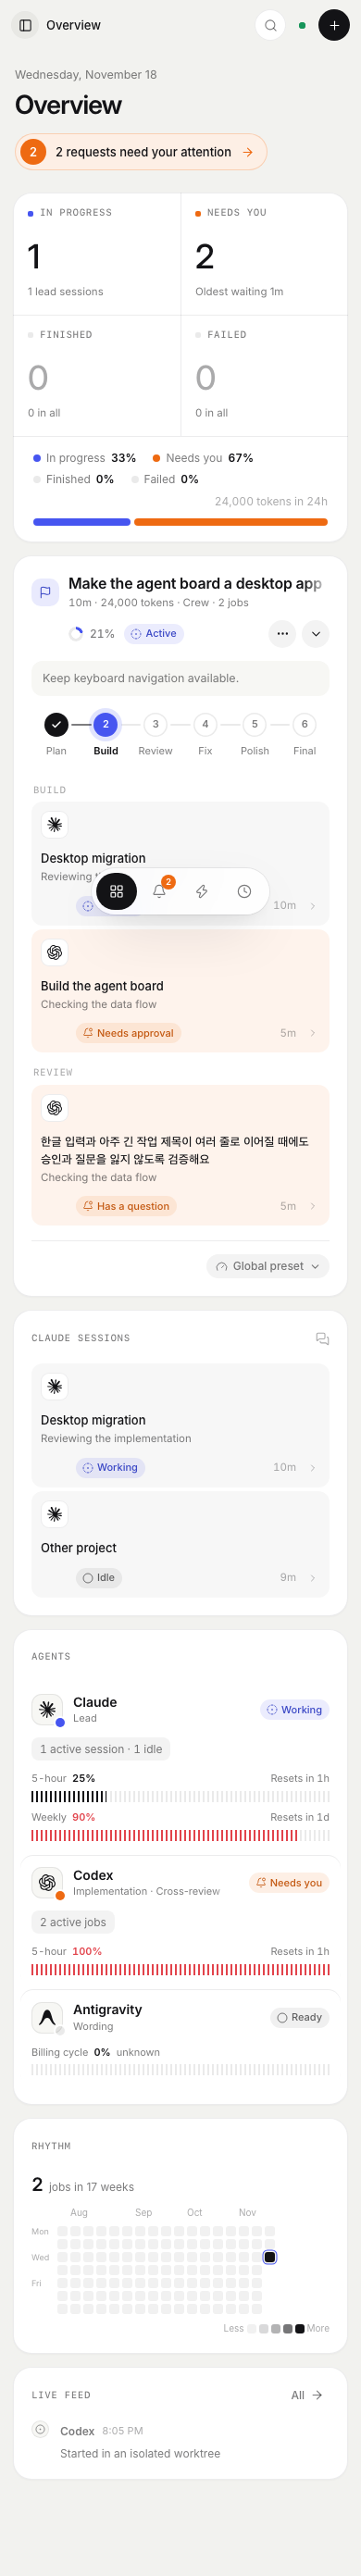 Overview
Wednesday, November 18
Overview
2 2 requests need your attention
IN PROGRESS
1
1 lead sessions
NEEDS YOU
2
Oldest waiting 1m
FINISHED
0
0 in all
FAILED
0
0 in all
In progress 33% Needs you 67%
Finished 0% Failed 0%
24,000 tokens in 24h
Make the agent board a desktop app
10m · 24,000 tokens · Crew · 2 jobs
21% Active
Keep keyboard navigation available.
2 3 4 5 6
Plan Build Review Fix Polish Final
BUILD
Desktop migration
2
10m
Build the agent board
Checking the data flow
Needs approval 5m
REVIEW
한글 입력과 아주 긴 작업 제목이 여러 줄로 이어질 때에도
승인과 질문을 잃지 않도록 검증해요
Checking the data flow
Has a question 5m
Global preset
CLAUDE SESSIONS
Desktop migration
Reviewing the implementation
Working 10m
Other project
Idle 9m
AGENTS
Claude
Lead
Working
1 active session · 1 idle
5-hour 25% Resets in 1h
Weekly 90% Resets in 1d
Codex
Implementation · Cross-review
Needs you
2 active jobs
5-hour 100% Resets in 1h
Antigravity
Wording
Ready
Billing cycle 0% unknown
RHYTHM
2 jobs in 17 weeks
Aug Sep Oct Nov
Mon
Wed
Fri
Less More
LIVE FEED All
Codex 8:05 PM
Started in an isolated worktree